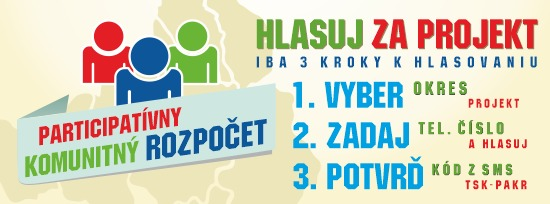 PARTICIPATÍVNY
KOMUNITNÝ ROZPOČET
HLASUJ ZA PROJEKT
IBA 3 KROKY K HLASOVANIU
1. VYBER OKRES
PROJEKT
2. ZADAJ TEL. ČÍSLO
A HLASUJ
3. POTVRĎ KÓD Z SMS
TSK-PAKR